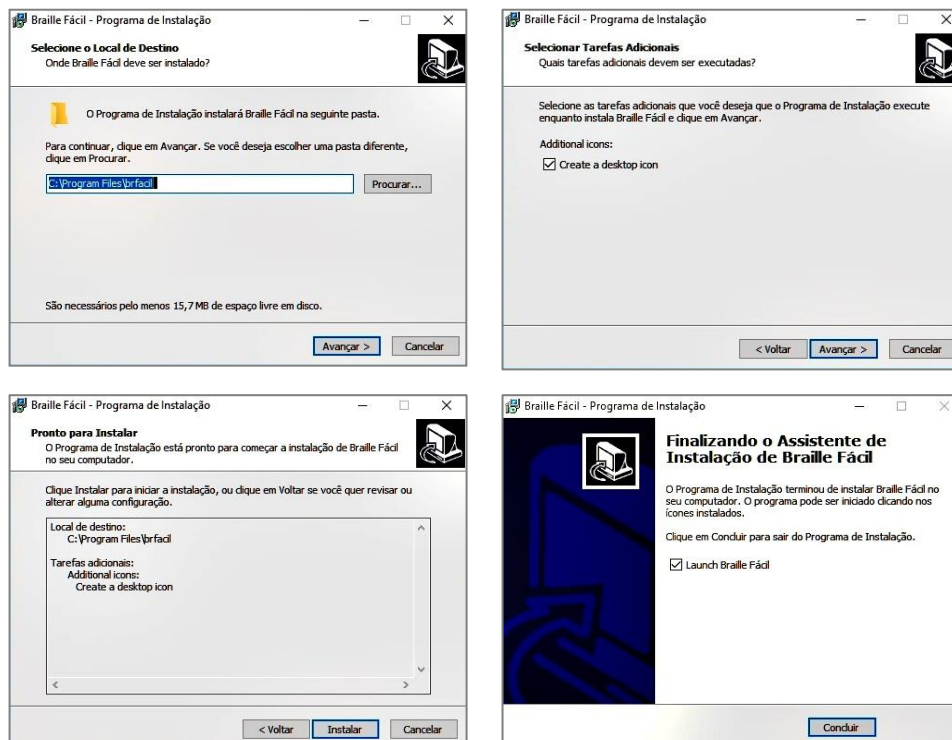 Braille Fácil - Programa de Instalação
Selecione o Local de Destino
Onde Braille Fácil deve ser instalado?
O Programa de Instalação instalará Braille Fácil na seguinte pasta.
Para continuar, clique em Avançar. Se você deseja escolher uma pasta diferente,
clique em Procurar.
C:\Program Files\brfacil
Procurar...
São necessários pelo menos 15,7 MB de espaço livre em disco.
Avançar >
Cancelar
Braille Fácil - Programa de Instalação
Selecionar Tarefas Adicionais
Quais tarefas adicionais devem ser executadas?
Selecione as tarefas adicionais que você deseja que o Programa de Instalação execute
enquanto instala Braille Fácil e clique em Avançar.
Additional icons:
Create a desktop icon
< Voltar
Avançar >
Cancelar
Braille Fácil - Programa de Instalação
Pronto para Instalar
O Programa de Instalação está pronto para começar a instalação de Braille Fácil
no seu computador.
Clique Instalar para iniciar a instalação, ou clique em Voltar se você quer revisar ou
alterar alguma configuração.
Local de destino:
C:\Program Files\brfacil
Tarefas adicionais:
Additional icons:
Create a desktop icon
< Voltar
Instalar
Cancelar
Braille Fácil - Programa de Instalação
Finalizando o Assistente de
Instalação de Braille Fácil
O Programa de Instalação terminou de instalar Braille Fácil no
seu computador. O programa pode ser iniciado clicando nos
ícones instalados.
Clique em Concluir para sair do Programa de Instalação.
Launch Braille Fácil
Concluir